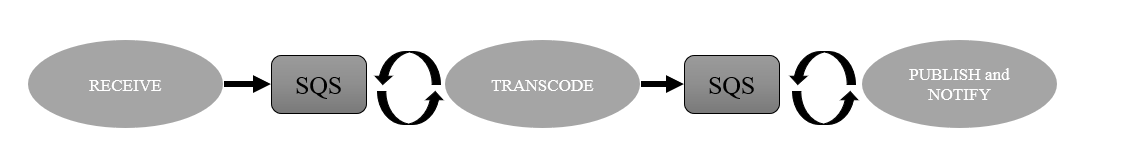 RECEIVE
SQS
TRANSCODE
SQS
PUBLISH and
NOTIFY